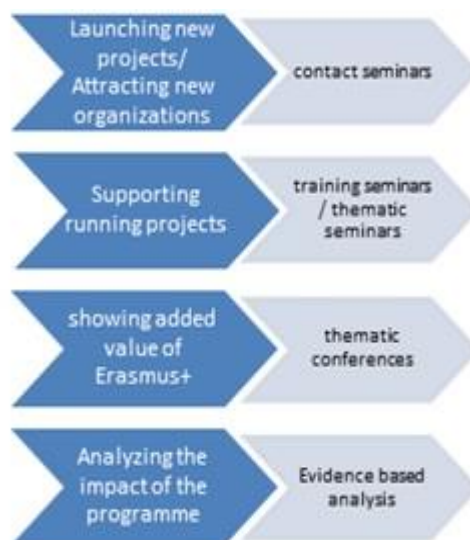 Launching new
projects/
Attracting new
organizations
contact seminars
Supporting
running projects
training seminars
/ thematic
seminars
showing added
value of
Erasmus+
thematic
conferences
Analyzing the
impact of the
programme
Evidence based
analysis